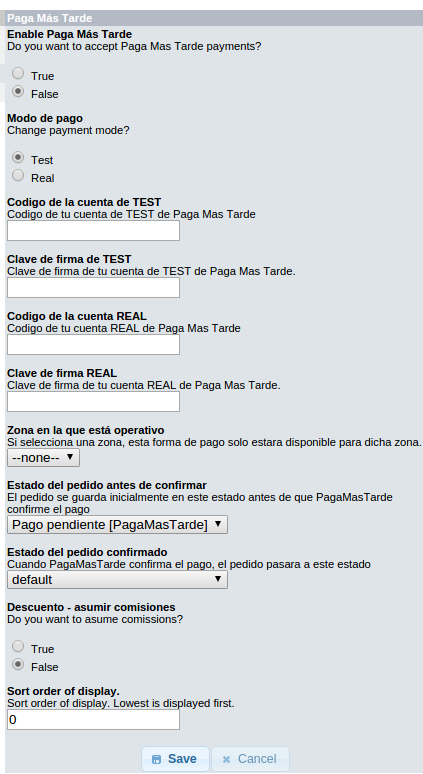 Paga Más Tarde
Enable Paga Más Tarde
Do you want to accept Paga Mas Tarde payments?
True
False
Modo de pago
Change payment mode?
Test
Real
Codigo de la cuenta de TEST
Codigo de tu cuenta de TEST de Paga Mas Tarde
Clave de firma de TEST
Clave de firma de tu cuenta de TEST de Paga Mas Tarde.
Codigo de la cuenta REAL
Codigo de tu cuenta REAL de Paga Mas Tarde
Clave de firma REAL
Clave de firma de tu cuenta REAL de Paga Mas Tarde.
Zona en la que está operativo
Si selecciona una zona, esta forma de pago solo estara disponible para dicha zona.
--none--
Estado del pedido antes de confirmar
El pedido se guarda inicialmente en este estado antes de que PagaMasTarde
confirme el pago
Pago pendiente [PagaMasTarde]
Estado del pedido confirmado
Cuando PagaMasTarde confirma el pago, el pedido pasara a este estado
default
Descuento - asumir comisiones
Do you want to asume comissions?
True
False
Sort order of display.
Sort order of display. Lowest is displayed first.
0
Save Cancel